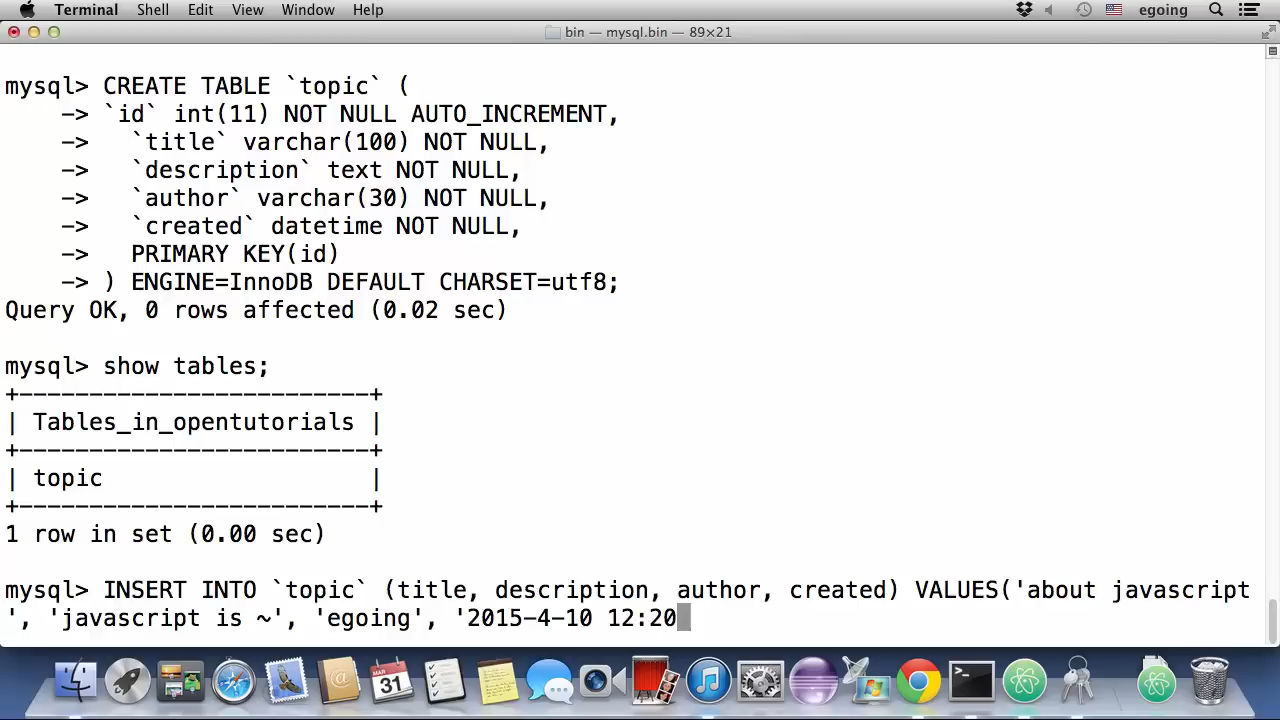 Terminal Shell Edit View Window Help egoing
bin — mysql.bin — 89×21
mysql> CREATE TABLE `topic` (
    -> `id` int(11) NOT NULL AUTO_INCREMENT,
    ->   `title` varchar(100) NOT NULL,
    ->   `description` text NOT NULL,
    ->   `author` varchar(30) NOT NULL,
    ->   `created` datetime NOT NULL,
    ->   PRIMARY KEY(id)
    -> ) ENGINE=InnoDB DEFAULT CHARSET=utf8;
Query OK, 0 rows affected (0.02 sec)
mysql> show tables;
+-------------------------+
| Tables_in_opentutorials |
+-------------------------+
| topic                   |
+-------------------------+
1 row in set (0.00 sec)
mysql> INSERT INTO `topic` (title, description, author, created) VALUES('about javascript
', 'javascript is ~', 'egoing', '2015-4-10 12:20
MAR
31